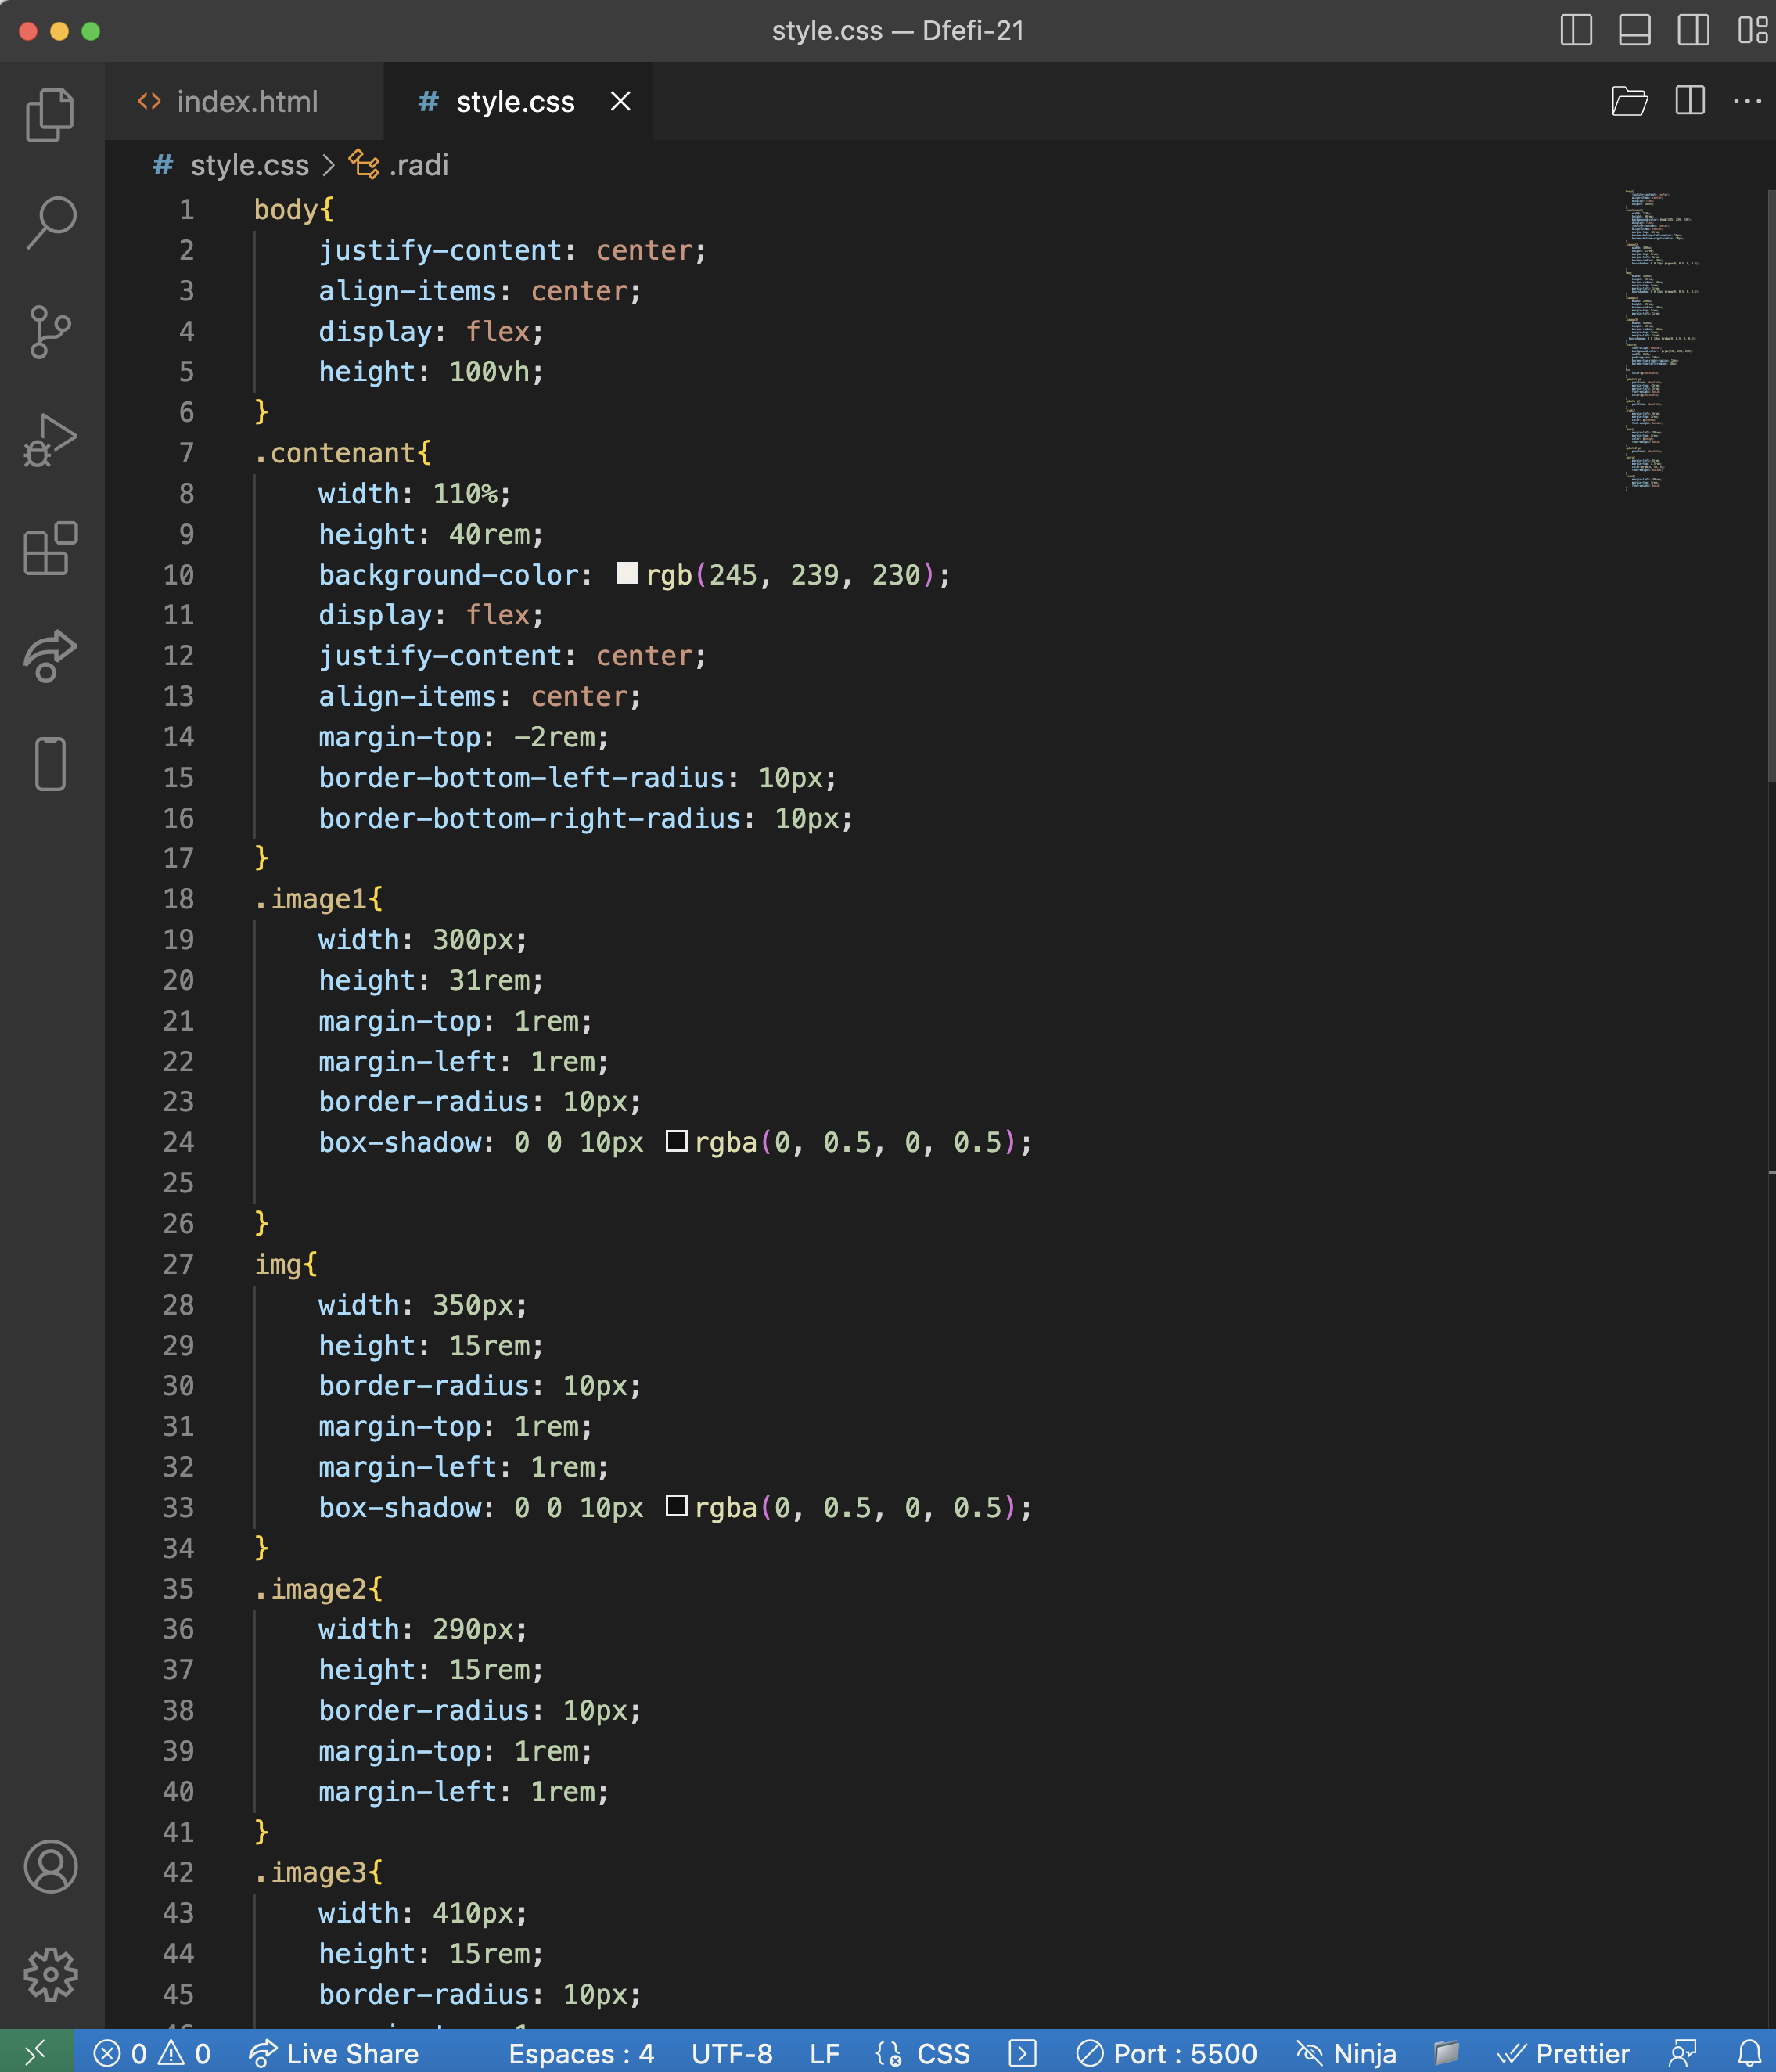 style.css — Dfefi-21
index.html
style.css
style.css > .radi
1 body{
2 justify-content: center;
3 align-items: center;
4 display: flex;
5 height: 100vh;
6 }
7 .contenant{
8 width: 110%;
9 height: 40rem;
10 background-color: rgb(245, 239, 230);
11 display: flex;
12 justify-content: center;
13 align-items: center;
14 margin-top: -2rem;
15 border-bottom-left-radius: 10px;
16 border-bottom-right-radius: 10px;
17 }
18 .image1{
19 width: 300px;
20 height: 31rem;
21 margin-top: 1rem;
22 margin-left: 1rem;
23 border-radius: 10px;
24 box-shadow: 0 0 10px rgba(0, 0.5, 0, 0.5);
25
26 }
27 img{
28 width: 350px;
29 height: 15rem;
30 border-radius: 10px;
31 margin-top: 1rem;
32 margin-left: 1rem;
33 box-shadow: 0 0 10px rgba(0, 0.5, 0, 0.5);
34 }
35 .image2{
36 width: 290px;
37 height: 15rem;
38 border-radius: 10px;
39 margin-top: 1rem;
40 margin-left: 1rem;
41 }
42 .image3{
43 width: 410px;
44 height: 15rem;
45 border-radius: 10px;
0 0 Live Share Espaces : 4 UTF-8 LF CSS Port : 5500 Ninja Prettier